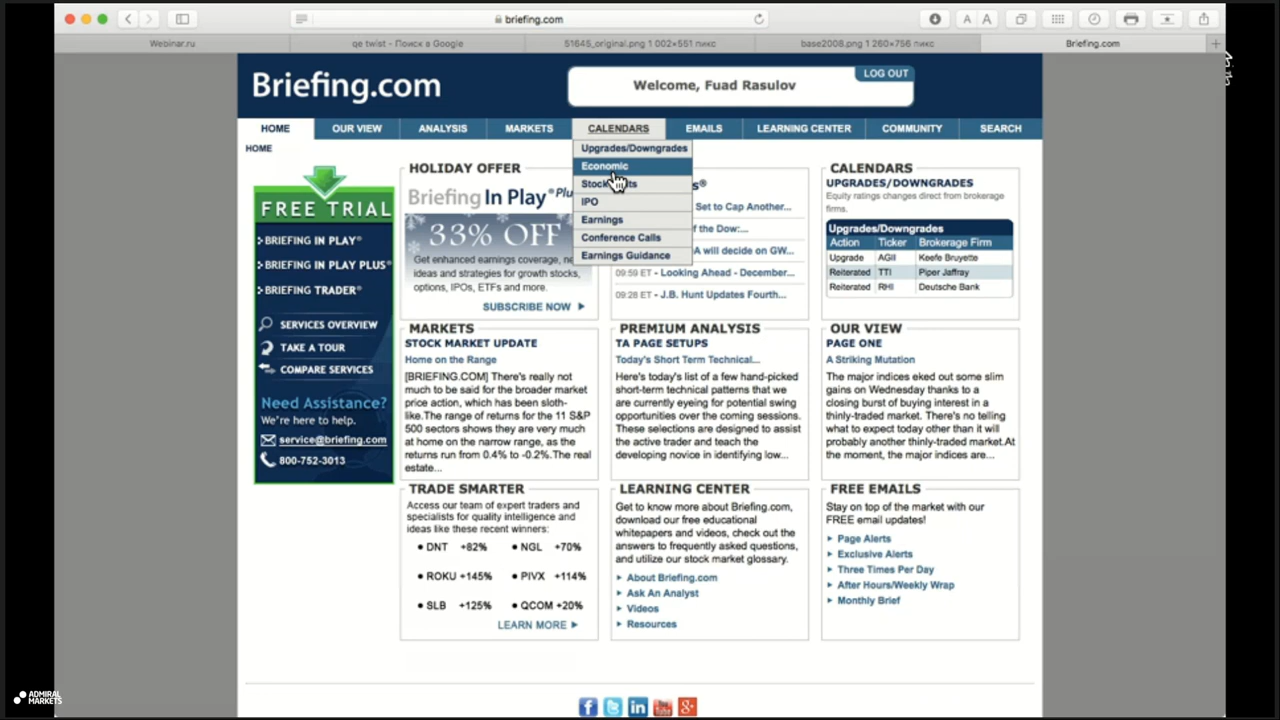 briefing.com
A A
Webinar.ru
qe twist - Поиск в Google
51645_original.png 1 002×551 пикс
base2008.png 1 260×756 пикс
Briefing.com
Briefing.com
Welcome, Fuad Rasulov
LOG OUT
HOME
OUR VIEW
ANALYSIS
MARKETS
CALENDARS
EMAILS
LEARNING CENTER
COMMUNITY
SEARCH
HOME
Upgrades/Downgrades
Economic
IPO
Earnings
Conference Calls
Earnings Guidance
FREE TRIAL
BRIEFING IN PLAY®
BRIEFING IN PLAY PLUS®
BRIEFING TRADER®
SERVICES OVERVIEW
TAKE A TOUR
COMPARE SERVICES
Need Assistance?
We're here to help.
service@briefing.com
800-752-3013
HOLIDAY OFFER
Briefing In Play® Plus
33% OFF
Get enhanced earnings coverage, ne
ideas and strategies for growth stocks,
options, IPOs, ETFs and more.
SUBSCRIBE NOW
Set to Cap Another...
f the Dow:...
A will decide on GW...
09:59 ET - Looking Ahead - December...
09:28 ET - J.B. Hunt Updates Fourth...
CALENDARS
UPGRADES/DOWNGRADES
Equity ratings changes direct from brokerage
firms.
Upgrades/Downgrades
Action Ticker Brokerage Firm
Upgrade AGII Keefe Bruyette
Reiterated TTI Piper Jaffray
Reiterated RHI Deutsche Bank
MARKETS
STOCK MARKET UPDATE
Home on the Range
[BRIEFING.COM] There's really not
much to be said for the broader market
price action, which has been sloth-
like.The range of returns for the 11 S&P
500 sectors shows they are very much
at home on the narrow range, as the
returns run from 0.4% to -0.2%.The real
estate...
PREMIUM ANALYSIS
TA PAGE SETUPS
Today's Short Term Technical...
Here's today's list of a few hand-picked
short-term technical patterns that we
are currently eyeing for potential swing
opportunities over the coming sessions.
These selections are designed to assist
the active trader and teach the
developing novice in identifying low...
OUR VIEW
PAGE ONE
A Striking Mutation
The major indices eked out some slim
gains on Wednesday thanks to a
closing burst of buying interest in a
thinly-traded market. There's no telling
what to expect today other than it will
probably another thinly-traded market.At
the moment, the major indices are...
TRADE SMARTER
Access our team of expert traders and
specialists for quality intelligence and
ideas like these recent winners:
• DNT +82% • NGL +70%
• ROKU +145% • PIVX +114%
• SLB +125% • QCOM +20%
LEARN MORE
LEARNING CENTER
Get to know more about Briefing.com,
download our free educational
whitepapers and videos, check out the
answers to frequently asked questions,
and utilize our stock market glossary.
About Briefing.com
Ask An Analyst
Videos
Resources
FREE EMAILS
Stay on top of the market with our
FREE email updates!
Page Alerts
Exclusive Alerts
Three Times Per Day
After Hours/Weekly Wrap
Monthly Brief
ADMIRAL
MARKETS